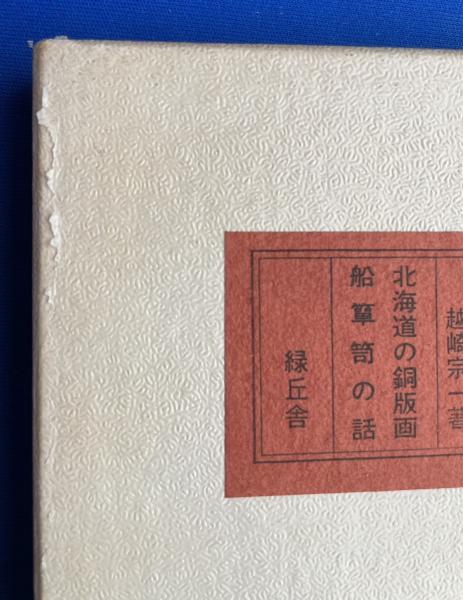 越崎宗一著
北海道の銅版画
船箪笥の話
緑丘舎